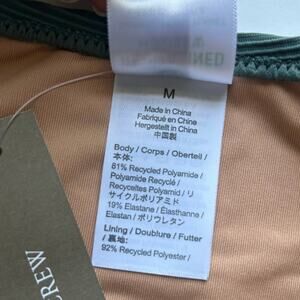 M
Made in China
Fabriqué en Chine
Hergestellt in China
中国製
Body / Corps / Oberteil /
本体:
81% Recycled Polyamide /
Polyamide Recyclé /
Recyceltes Polyamid / リ
サイクルポリアミド
19% Elastane / Élasthanne /
Elastan / ポリウレタン
Lining / Doublure / Futter
/ 裏地:
92% Recycled Polyester /
CREW